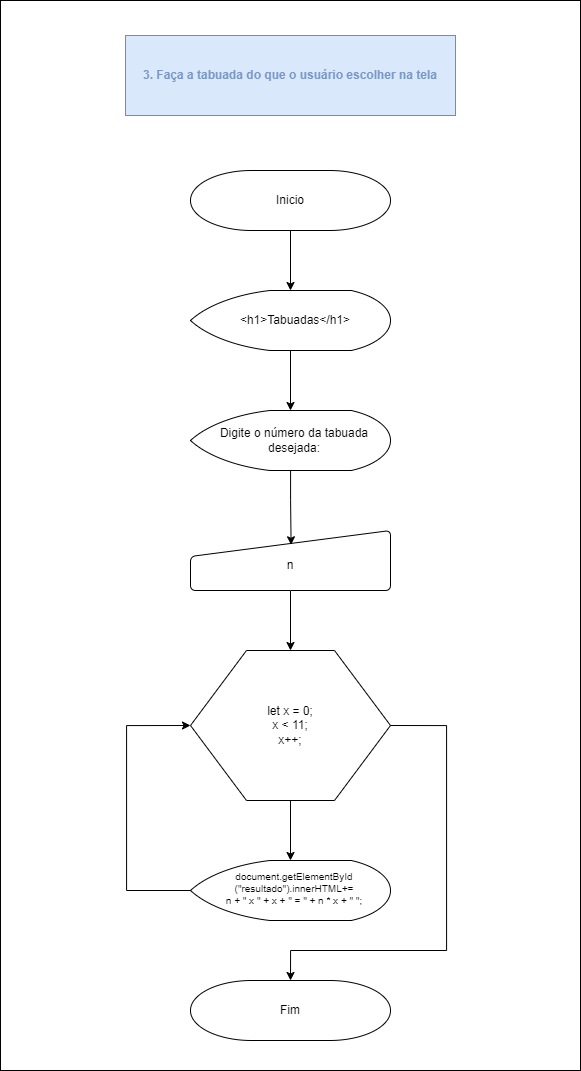 3. Faça a tabuada do que o usuário escolher na tela
Inicio
<h1>Tabuadas</h1>
Digite o número da tabuada
desejada:
n
let x = 0;
x < 11;
x++;
document.getElementById
("resultado").innerHTML+=
n + " x " + x + " = " + n * x + " ";
Fim